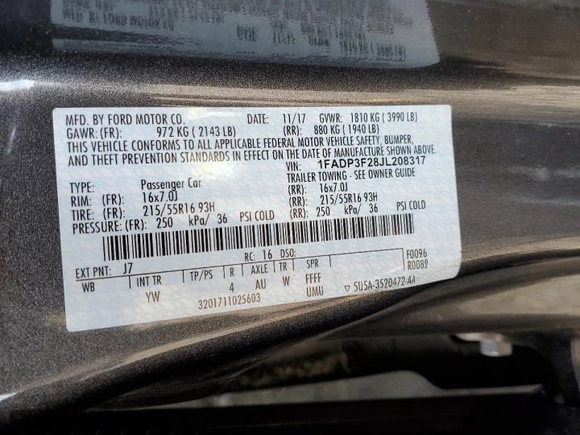 MFD. BY FORD MOTOR CO. DATE: 11/17 GVWR: 1810 KG ( 3990 LB)
GAWR: (FR): 972 KG ( 2143 LB) (RR): 880 KG ( 1940 LB)
THIS VEHICLE CONFORMS TO ALL APPLICABLE FEDERAL MOTOR VEHICLE SAFETY, BUMPER,
AND THEFT PREVENTION STANDARDS IN EFFECT ON THE DATE OF MANUFACTURE SHOWN ABOVE.
VIN: 1FADP3F28JL208317
TYPE: Passenger Car TRAILER TOWING - SEE OWNER GUIDE
RIM: (FR): 16x7.0J (RR): 16x7.0J
TIRE: (FR): 215/55R16 93H (RR): 215/55R16 93H
PRESSURE: (FR): 250 kPa/ 36 PSI COLD (RR): 250 kPa/ 36 PSI COLD
EXT PNT: J7 RC: 16 DSO: F0096
WB INT TR TP/PS R AXLE TR SPR R0082
YW 4 AU W FFFF
UMU
3201711025603 ▽ 5U5A-3520472-AA